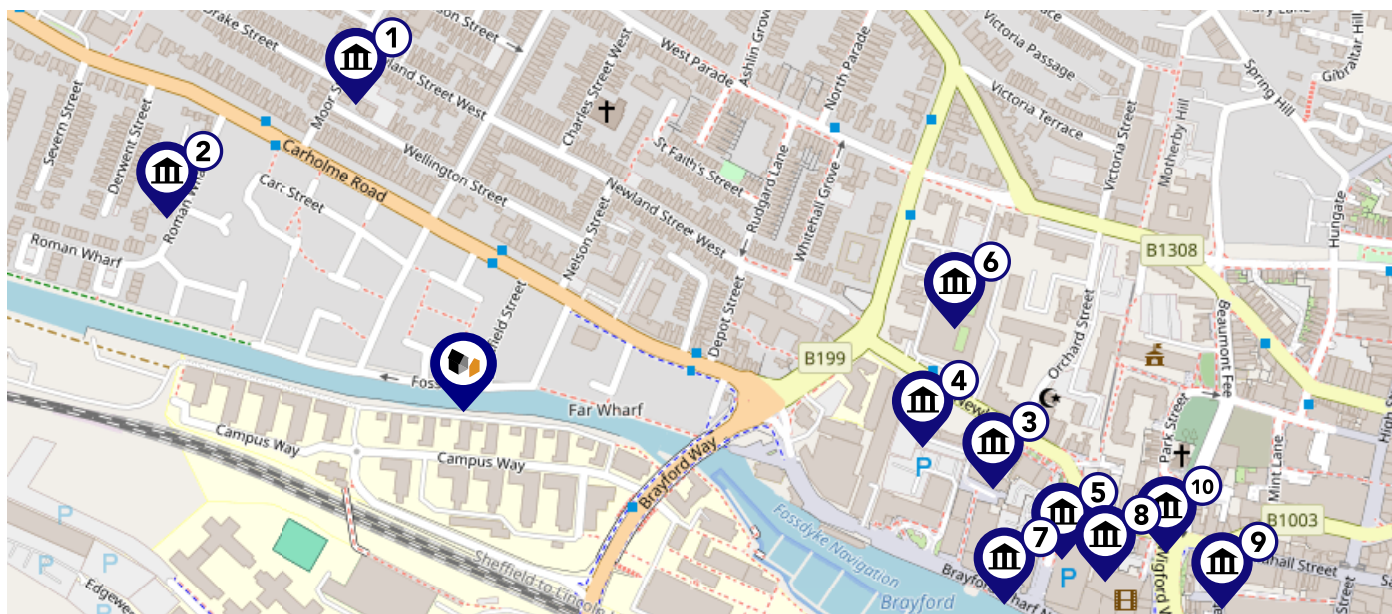 Drake Street
West Parade
Ashlin Grove
North Parade
Victoria Passage
Spring Hill
Gibraltar Hill
1
Newland Street West
Charles Street West
Severn Street
Derwent Street
2
Carholme Road
Wellington Street
St Faith's Street
Rudgard Lane
Whitehall Grove
Victoria Terrace
Victoria Street
Motherby Hill
Hungate
Carr Street
Nelson Street
Newland Street West
Roman Wharf
B1308
6
Depot Street
B199
Orchard Street
Beaumont Fee
4
3
Far Wharf
Park Street
Mint Lane
Campus Way
Campus Way
Brayford Way
P
5
10
8
B1003
7
9
P
P
P
P
P
Fossdyke Navigation
Sheffield to Lincoln
Brayford